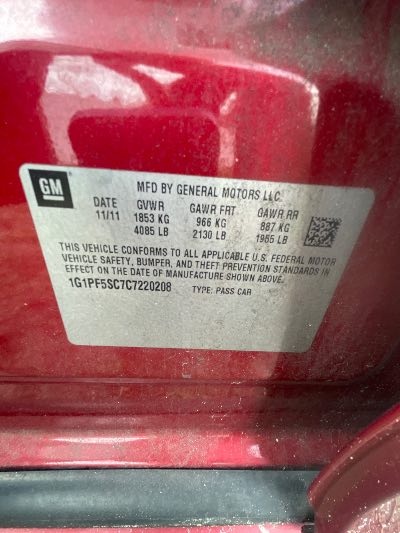 GM
MFD BY GENERAL MOTORS LLC
DATE GVWR GAWR FRT GAWR RR
11/11 1853 KG 966 KG 887 KG
4085 LB 2130 LB 1955 LB
THIS VEHICLE CONFORMS TO ALL APPLICABLE U.S. FEDERAL MOTOR
VEHICLE SAFETY, BUMPER, AND THEFT PREVENTION STANDARDS IN
EFFECT ON THE DATE OF MANUFACTURE SHOWN ABOVE.
1G1PF5SC7C7220208 TYPE: PASS CAR